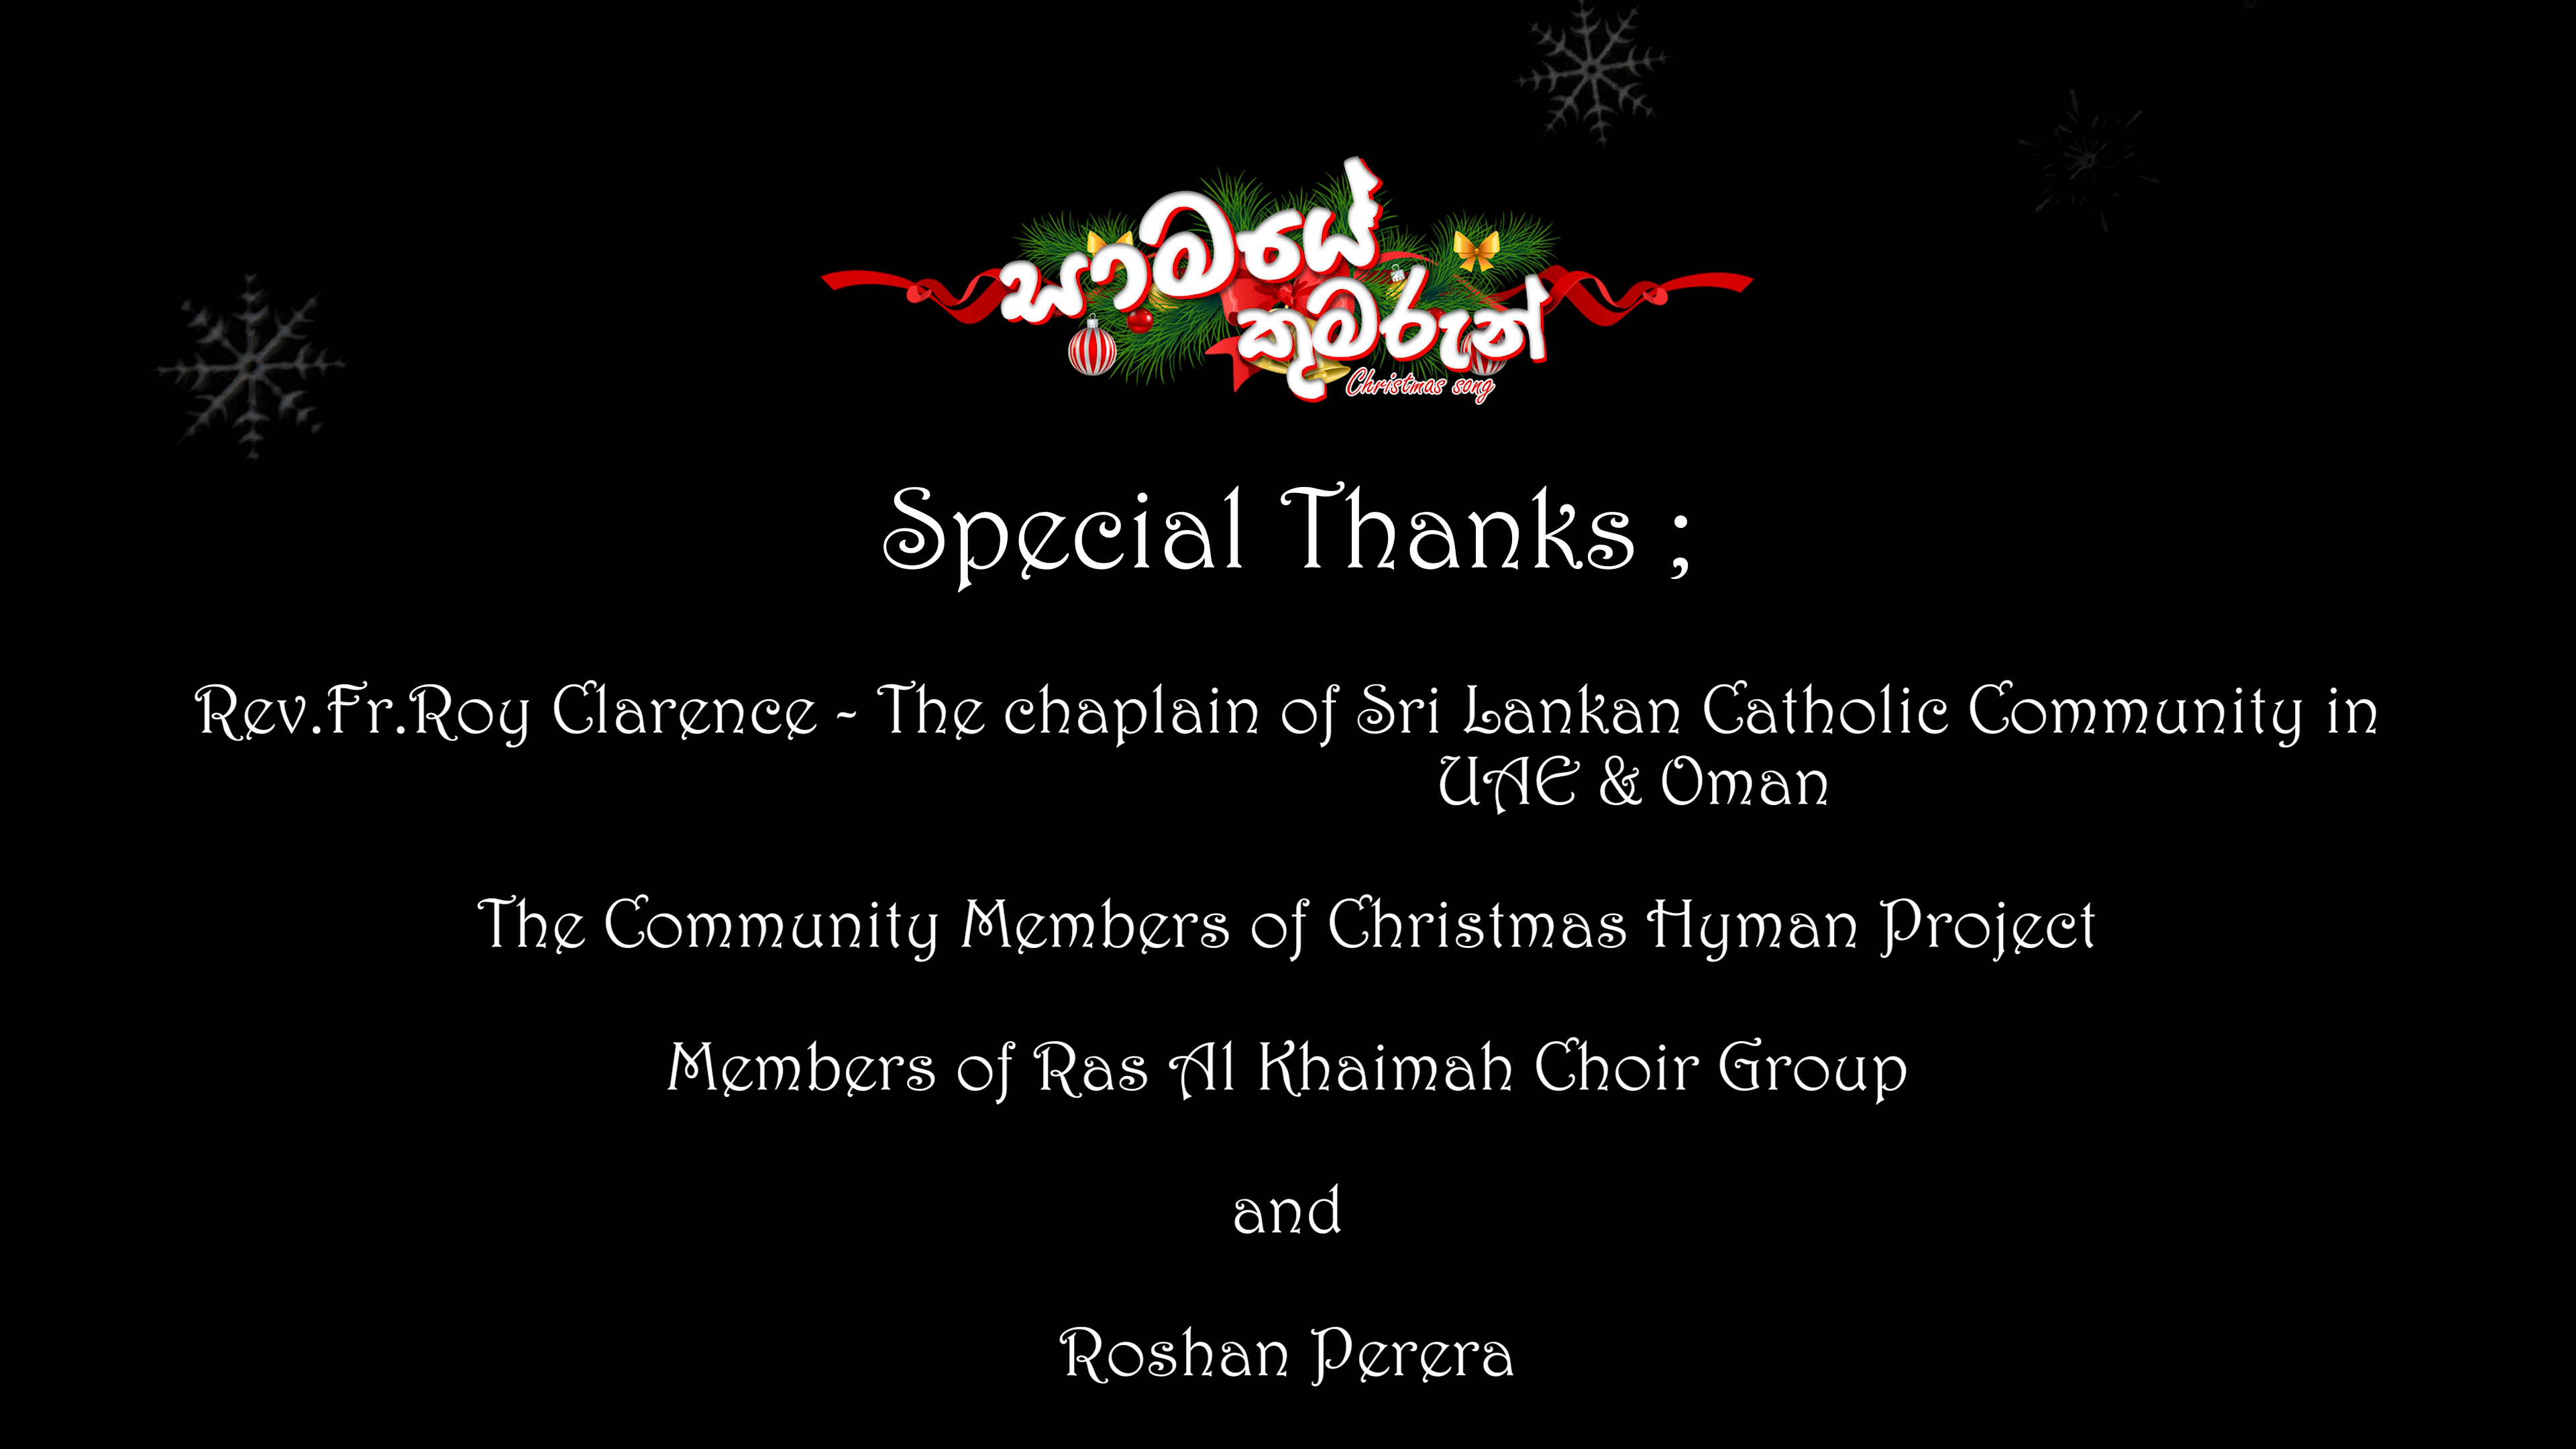 සාමයේ
කුමරුන්
Christmas song
Special Thanks ;
Rev.Fr.Roy Clarence - The chaplain of Sri Lankan Catholic Community in
UAE & Oman
The Community Members of Christmas Hyman Project
Members of Ras Al Khaimah Choir Group
and
Roshan Perera